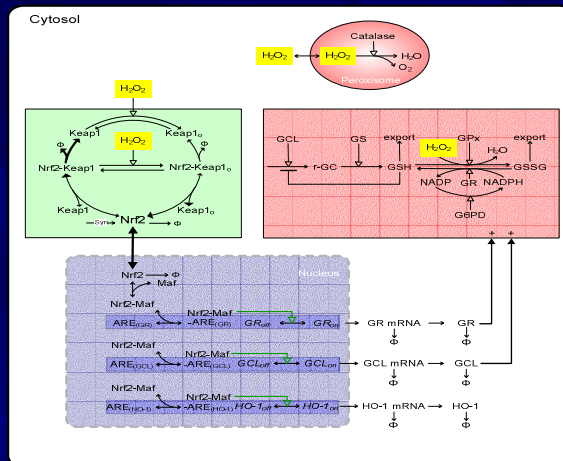 Cytosol
Catalase
H2O2 H2O2 H2O
O2
Peroxisome
H2O2
Keap1 Keap1o
Φ H2O2 Φ
Nrf2-Keap1 Nrf2-Keap1o
Keap1 Keap1o
Nrf2
Syn Φ
GCL GS export GPx export
H2O2 H2O
r-GC GSH GSSG
NADP GR NADPH
G6PD
+ +
Nucleus
Nrf2 Φ
Maf
Nrf2-Maf
Nrf2-Maf
ARE(GR) -ARE(GR) GRoff GRon GR mRNA GR
Φ Φ
Nrf2-Maf
Nrf2-Maf
ARE(GCL) -ARE(GCL) GCLoff GCLon GCL mRNA GCL
Φ Φ
Nrf2-Maf
Nrf2-Maf
ARE(HO-1) -ARE(HO-1) HO-1off HO-1on HO-1 mRNA HO-1
Φ Φ